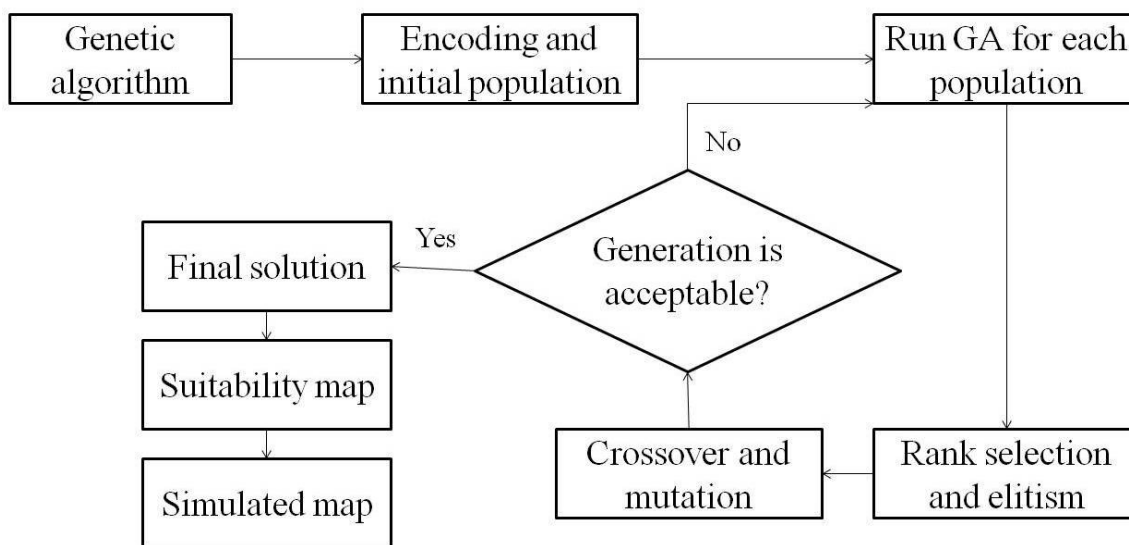 Genetic
algorithm
Encoding and
initial population
Run GA for each
population
No
Yes
Generation is
acceptable?
Final solution
Suitability map
Simulated map
Crossover and
mutation
Rank selection
and elitism